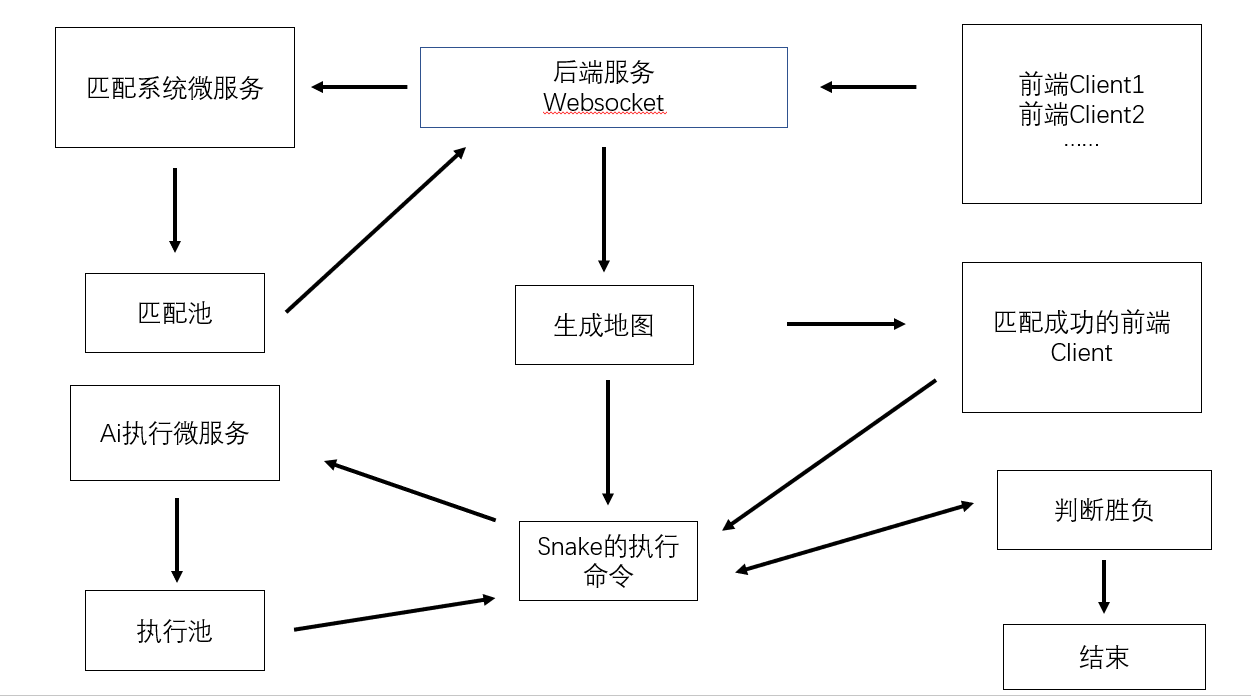 匹配系统微服务
后端服务
Websocket
前端Client1
前端Client2
……
匹配池
生成地图
匹配成功的前端
Client
Ai执行微服务
Snake的执行
命令
判断胜负
执行池
结束